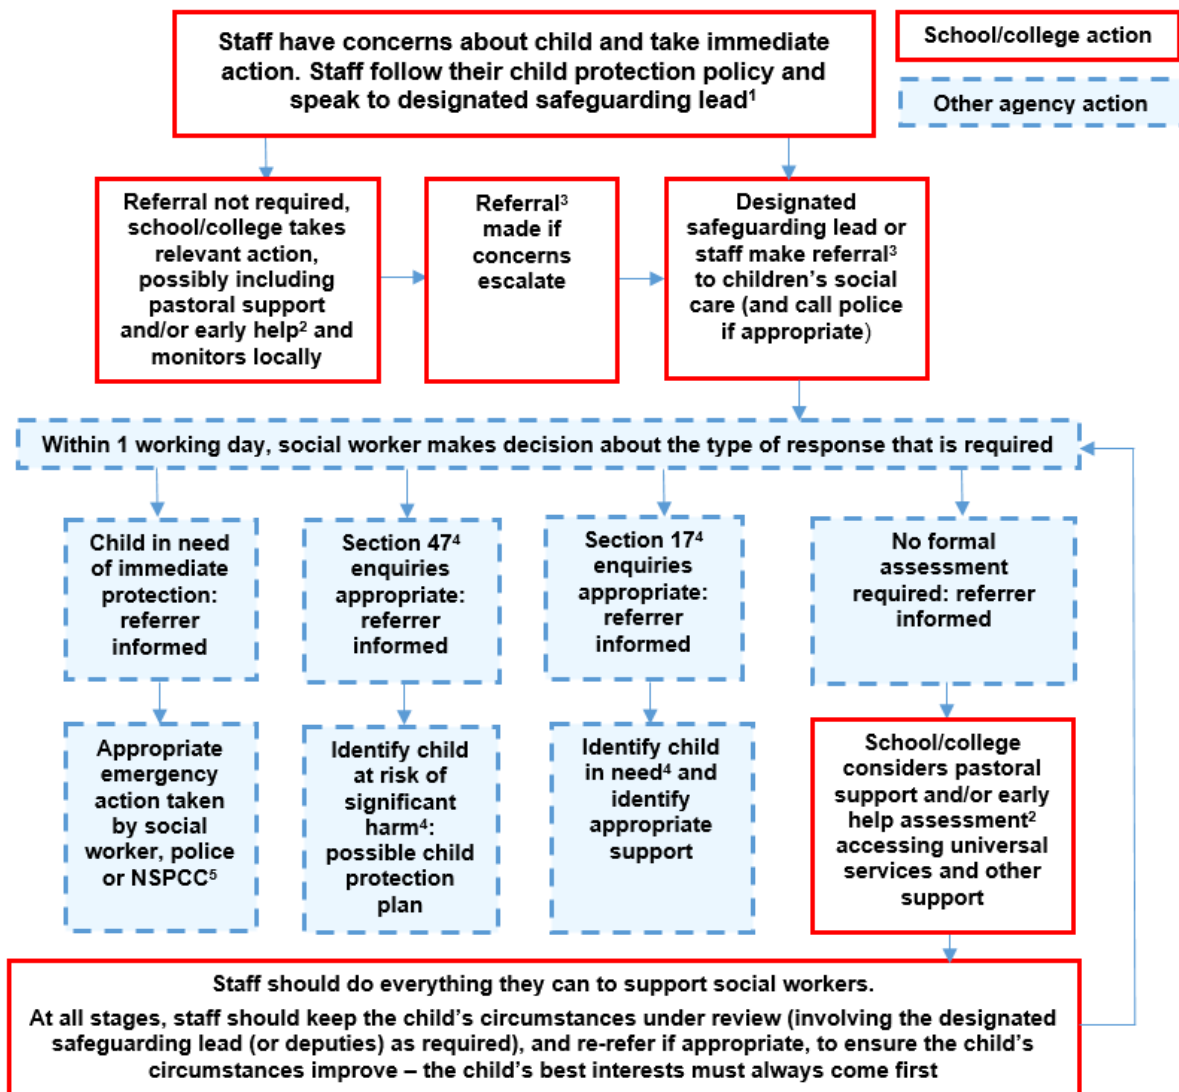 Staff have concerns about child and take immediate
action. Staff follow their child protection policy and
speak to designated safeguarding lead¹
School/college action
Other agency action
Referral not required,
school/college takes
relevant action,
possibly including
pastoral support
and/or early help² and
monitors locally
Referral³
made if
concerns
escalate
Designated
safeguarding lead or
staff make referral³
to children’s social
care (and call police
if appropriate)
Within 1 working day, social worker makes decision about the type of response that is required
Child in need
of immediate
protection:
referrer
informed
Section 47⁴
enquiries
appropriate:
referrer
informed
Section 17⁴
enquiries
appropriate:
referrer
informed
No formal
assessment
required: referrer
informed
Appropriate
emergency
action taken
by social
worker, police
or NSPCC⁵
Identify child
at risk of
significant
harm⁴:
possible child
protection
plan
Identify child
in need⁴ and
identify
appropriate
support
School/college
considers pastoral
support and/or early
help assessment²
accessing universal
services and other
support
Staff should do everything they can to support social workers.
At all stages, staff should keep the child’s circumstances under review (involving the designated
safeguarding lead (or deputies) as required), and re-refer if appropriate, to ensure the child’s
circumstances improve – the child’s best interests must always come first